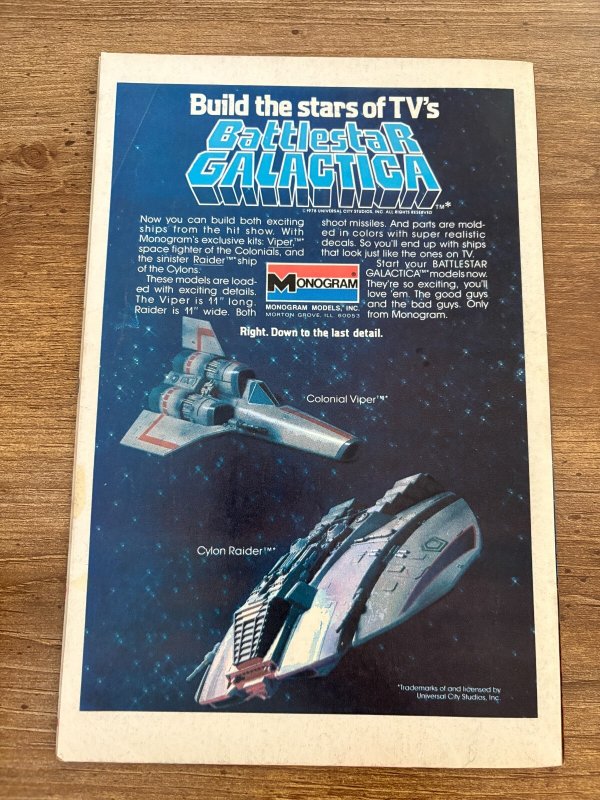 Build the stars of TV's
BattlestaR
GALACTICA™*
© 1978 UNIVERSAL CITY STUDIOS, INC. ALL RIGHTS RESERVED
Now you can build both exciting
ships from the hit show. With
Monogram's exclusive kits: Viper,™*
space fighter of the Colonials, and
the sinister Raider™* ship
of the Cylons.
These models are load-
ed with exciting details.
The Viper is 11" long.
Raider is 11" wide. Both
shoot missiles. And parts are mold-
ed in colors with super realistic
decals. So you'll end up with ships
that look just like the ones on TV.
Start your BATTLESTAR
GALACTICA™* models now.
They're so exciting, you'll
love 'em. The good guys
and the bad guys. Only
from Monogram.
MONOGRAM
MONOGRAM MODELS, INC.
MORTON GROVE, ILL 60053
Right. Down to the last detail.
Colonial Viper™*
Cylon Raider™*
*Trademarks of and licensed by
Universal City Studios, Inc.